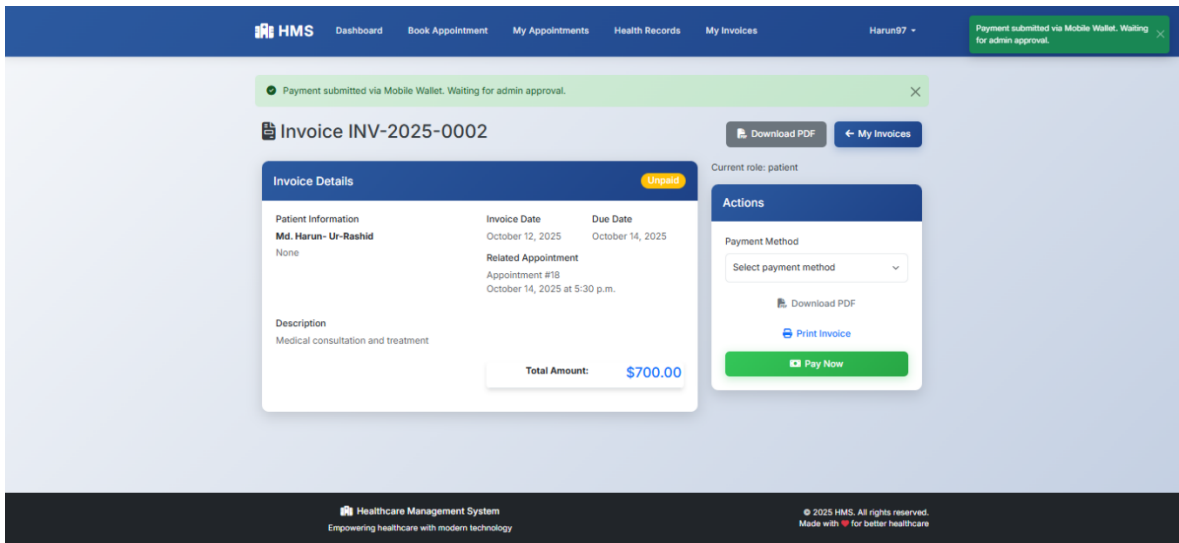 HMS
Dashboard
Book Appointment
My Appointments
Health Records
My Invoices
Harun97
Payment submitted via Mobile Wallet. Waiting
for admin approval.
Payment submitted via Mobile Wallet. Waiting for admin approval.
Invoice INV-2025-0002
Download PDF
← My Invoices
Current role: patient
Invoice Details
Unpaid
Patient Information
Md. Harun- Ur-Rashid
None
Invoice Date
October 12, 2025
Due Date
October 14, 2025
Related Appointment
Appointment #18
October 14, 2025 at 5:30 p.m.
Description
Medical consultation and treatment
Total Amount:
$700.00
Actions
Payment Method
Select payment method
Download PDF
Print Invoice
Pay Now
Healthcare Management System
Empowering healthcare with modern technology
© 2025 HMS. All rights reserved.
Made with ❤ for better healthcare